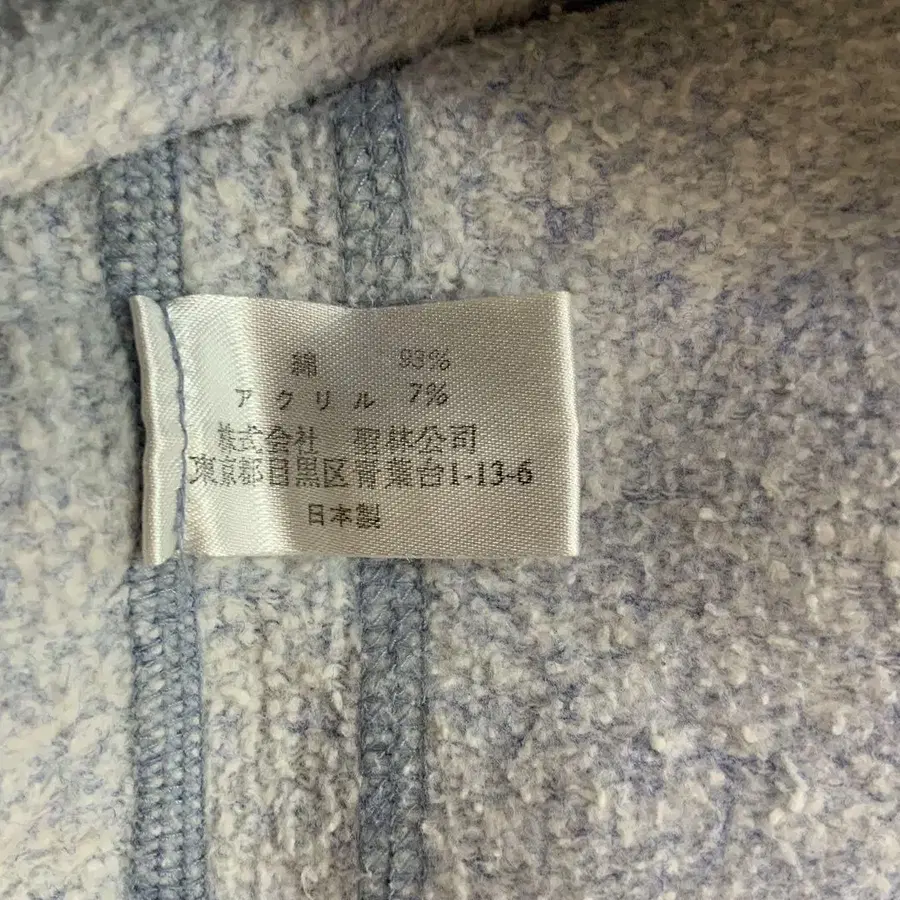 綿 93%
アクリル 7%
株式会社 聖林公司
東京都目黒区青葉台1-13-6
日本製